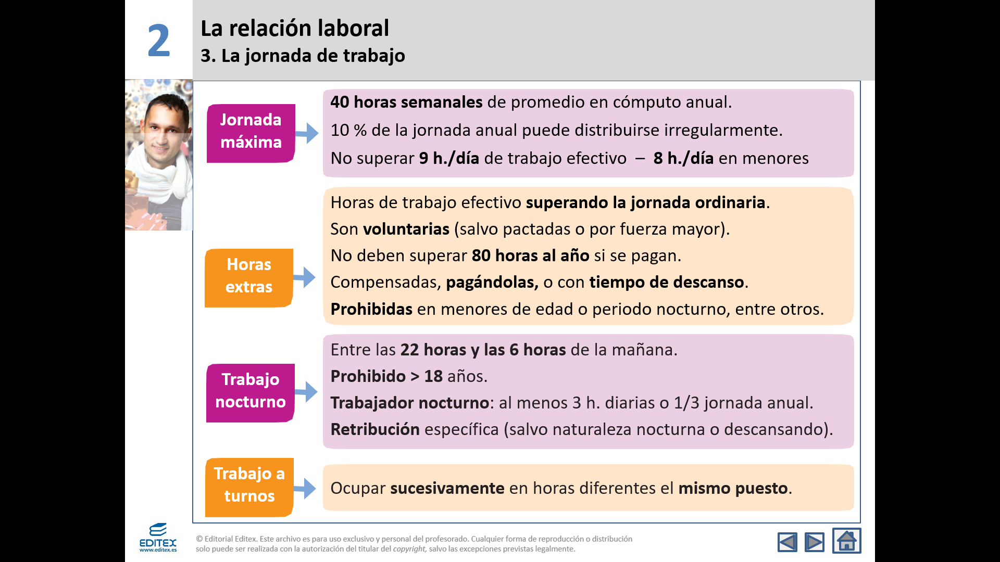 2
La relación laboral
3. La jornada de trabajo
Jornada
máxima
40 horas semanales de promedio en cómputo anual.
10 % de la jornada anual puede distribuirse irregularmente.
No superar 9 h./día de trabajo efectivo – 8 h./día en menores
Horas
extras
Horas de trabajo efectivo superando la jornada ordinaria.
Son voluntarias (salvo pactadas o por fuerza mayor).
No deben superar 80 horas al año si se pagan.
Compensadas, pagándolas, o con tiempo de descanso.
Prohibidas en menores de edad o periodo nocturno, entre otros.
Trabajo
nocturno
Entre las 22 horas y las 6 horas de la mañana.
Prohibido > 18 años.
Trabajador nocturno: al menos 3 h. diarias o 1/3 jornada anual.
Retribución específica (salvo naturaleza nocturna o descansando).
Trabajo a
turnos
Ocupar sucesivamente en horas diferentes el mismo puesto.
EDITEX
www.editex.es
© Editorial Editex. Este archivo es para uso exclusivo y personal del profesorado. Cualquier forma de reproducción o distribución
solo puede ser realizada con la autorización del titular del copyright, salvo las excepciones previstas legalmente.